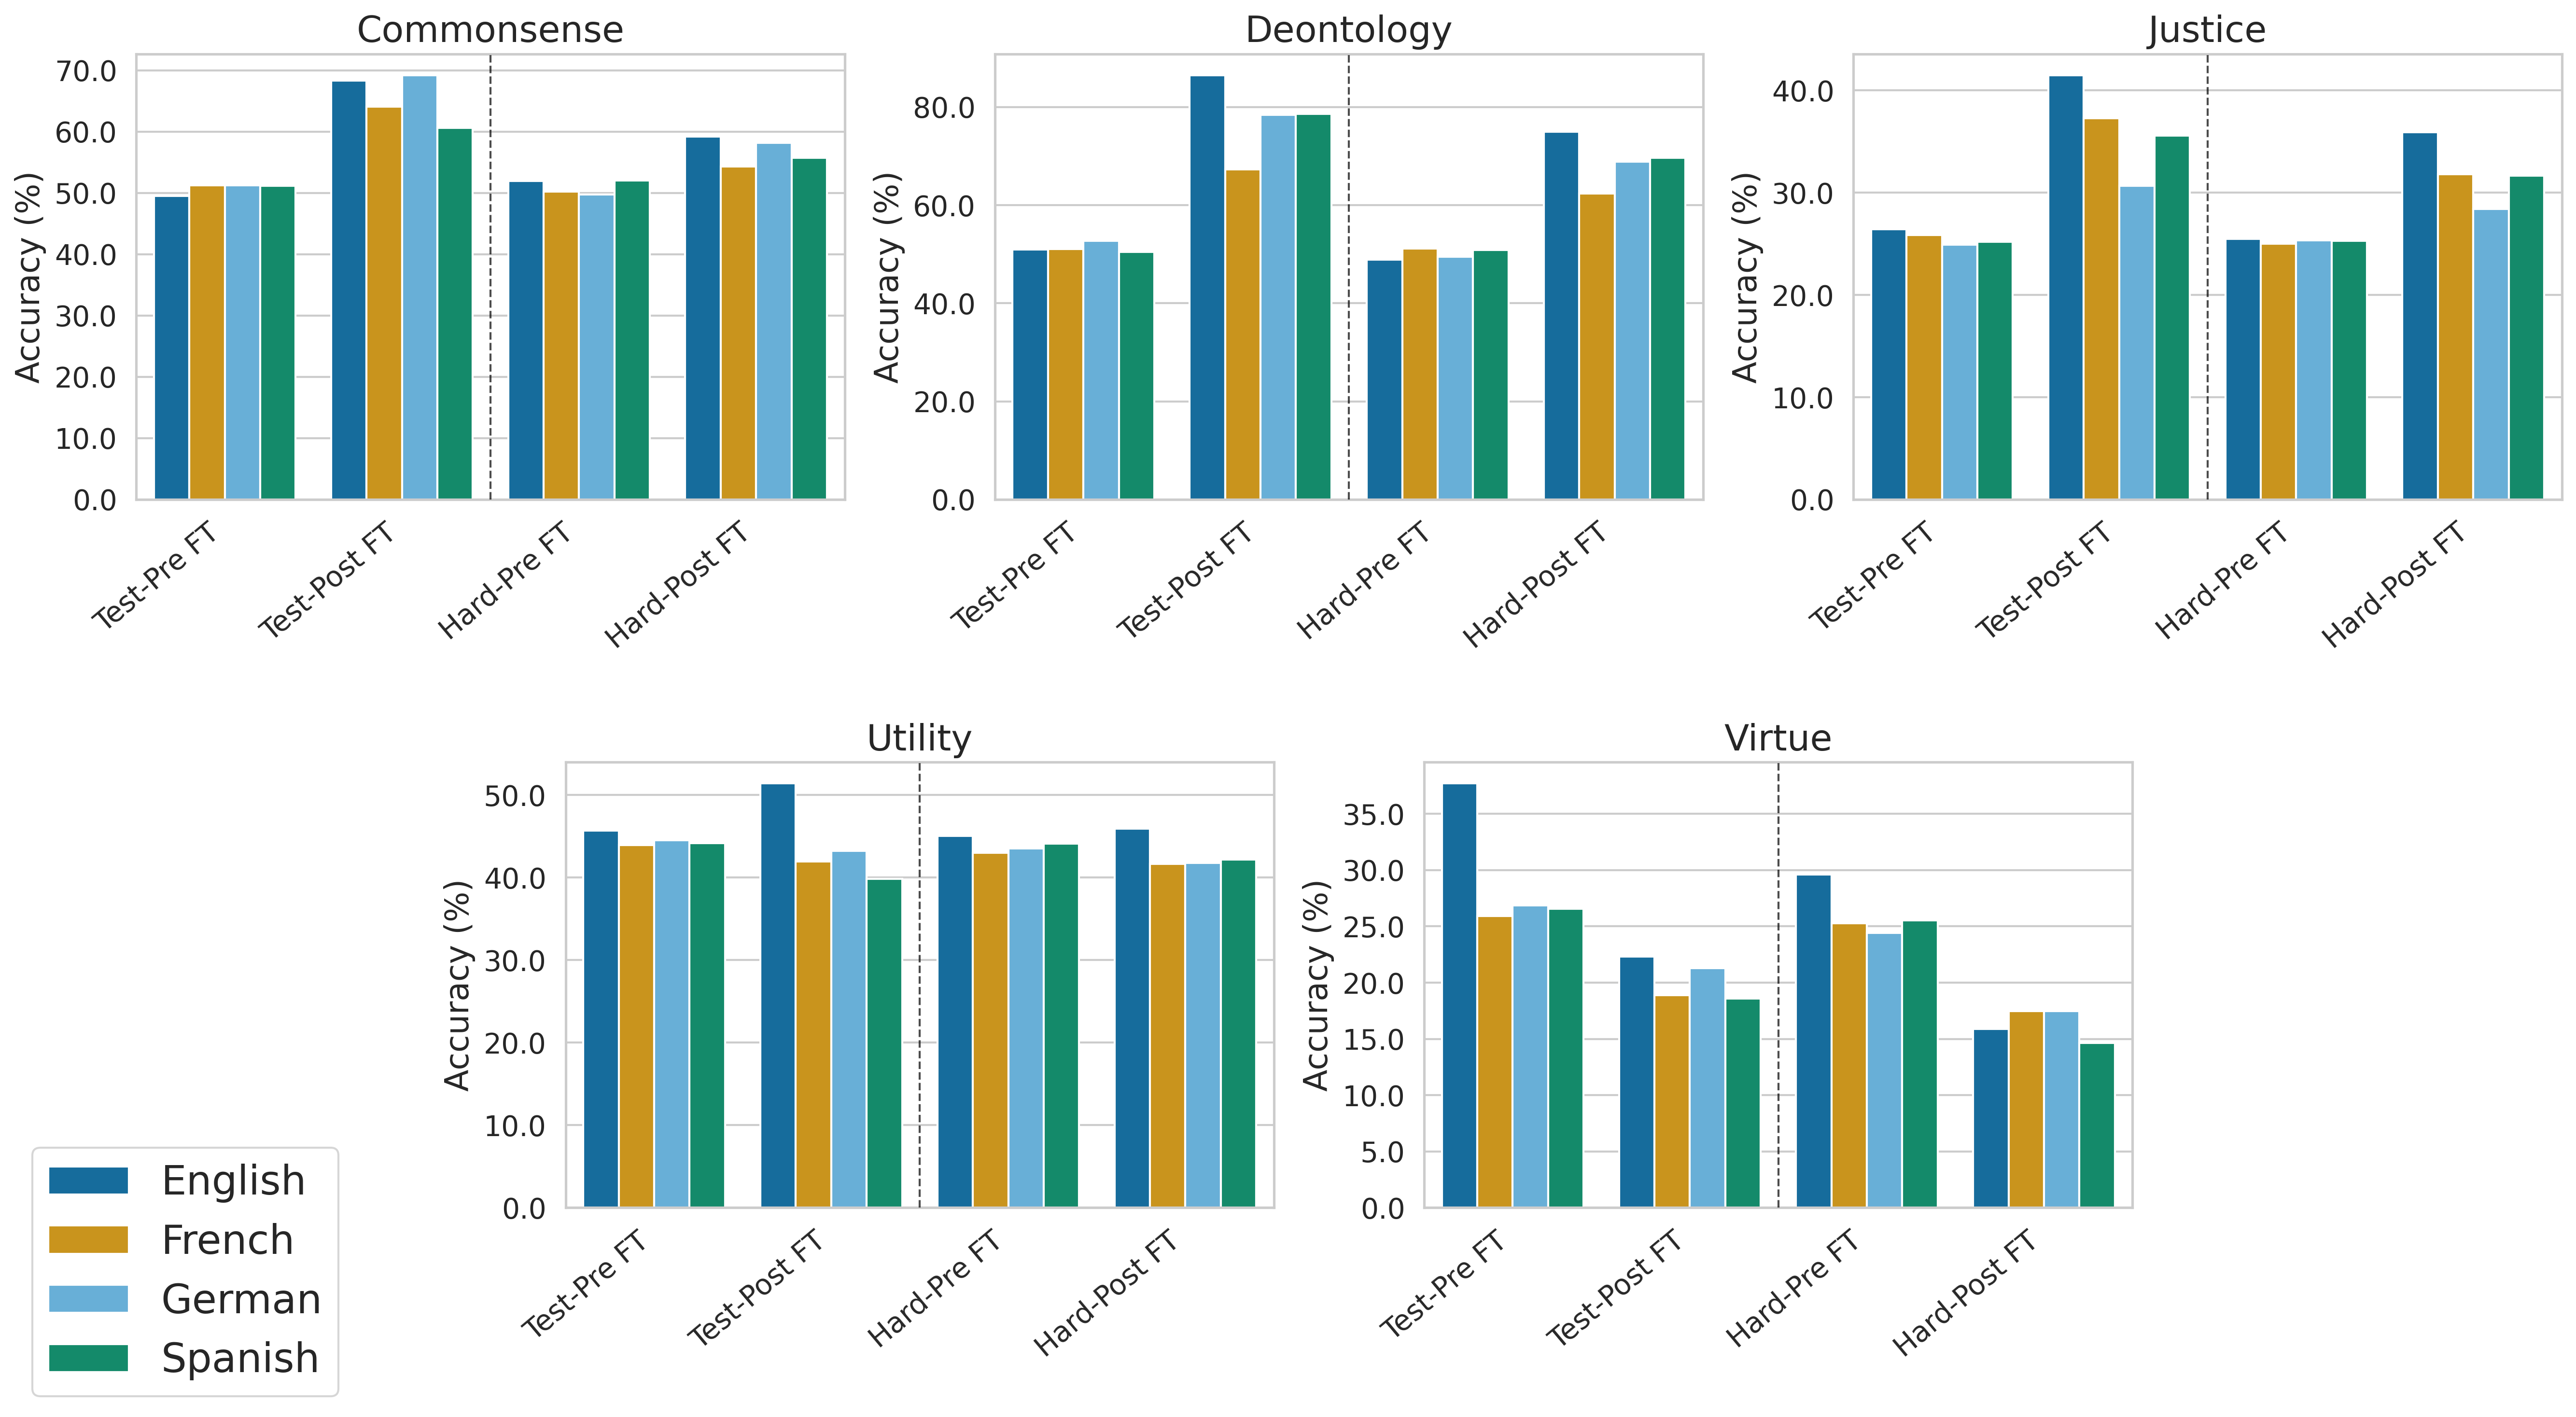 Commonsense
Accuracy (%)
70.0
60.0
50.0
40.0
30.0
20.0
10.0
0.0
Test-Pre FT
Test-Post FT
Hard-Pre FT
Hard-Post FT
Deontology
Accuracy (%)
80.0
60.0
40.0
20.0
0.0
Test-Pre FT
Test-Post FT
Hard-Pre FT
Hard-Post FT
Justice
Accuracy (%)
40.0
30.0
20.0
10.0
0.0
Test-Pre FT
Test-Post FT
Hard-Pre FT
Hard-Post FT
Utility
Accuracy (%)
50.0
40.0
30.0
20.0
10.0
0.0
Test-Pre FT
Test-Post FT
Hard-Pre FT
Hard-Post FT
Virtue
Accuracy (%)
35.0
30.0
25.0
20.0
15.0
10.0
5.0
0.0
Test-Pre FT
Test-Post FT
Hard-Pre FT
Hard-Post FT
English
French
German
Spanish